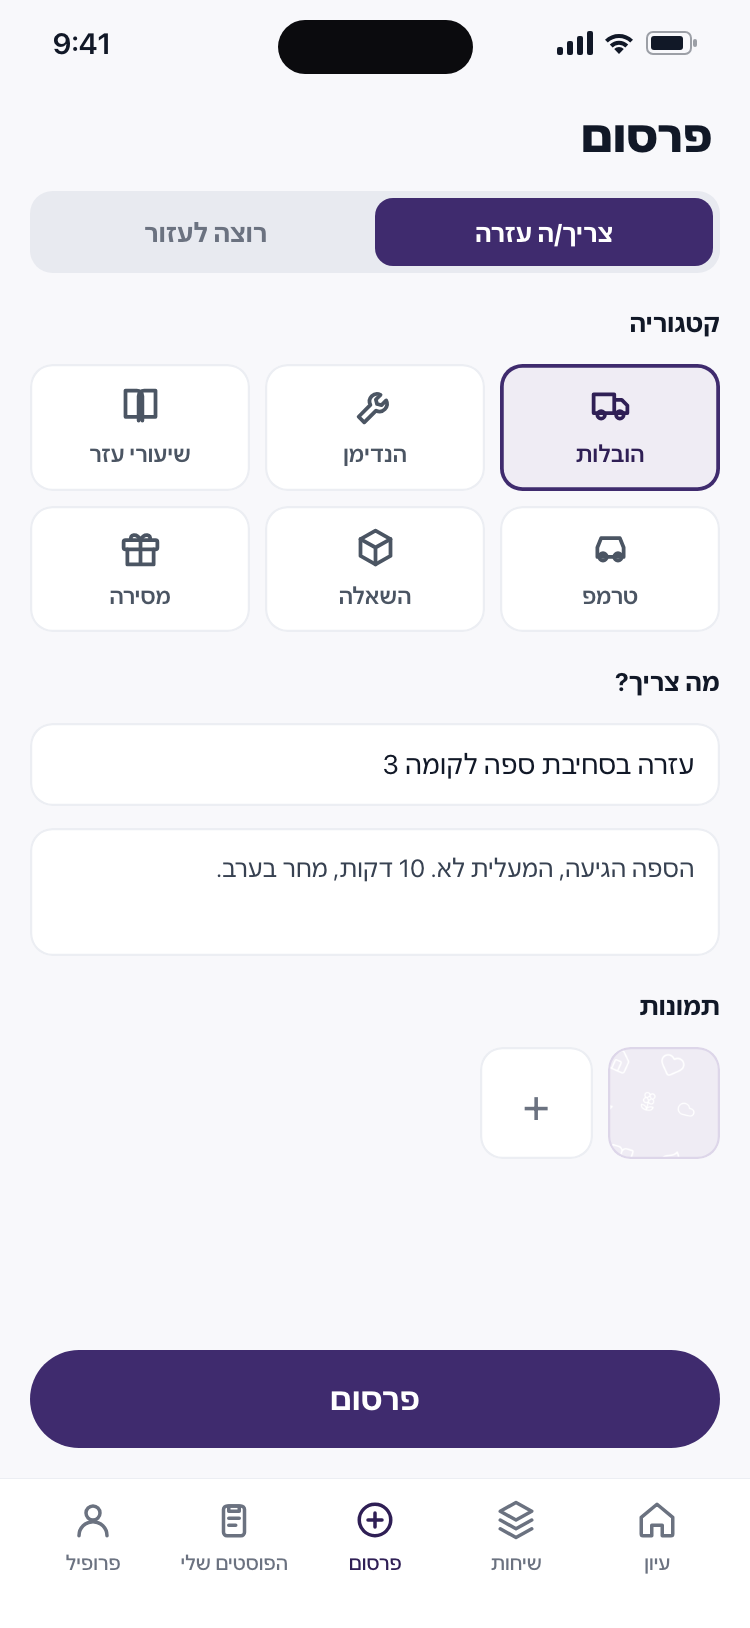 9:41
פרסום
צריך/ה עזרה
רוצה לעזור
קטגוריה
הובלות
הנדימן
שיעורי עזר
טרמפ
השאלה
מסירה
מה צריך?
עזרה בסחיבת ספה לקומה 3
הספה הגיעה, המעלית לא. 10 דקות, מחר בערב.
תמונות
פרסום
עיון
שיחות
פרסום
הפוסטים שלי
פרופיל